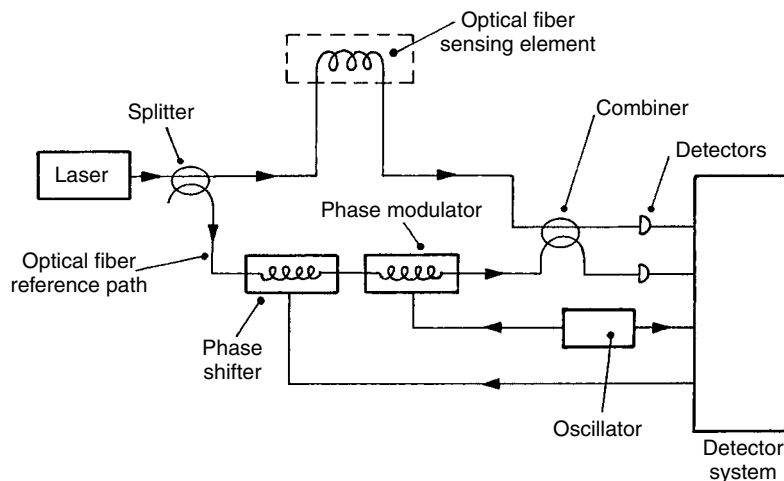 Optical fiber
sensing element
Splitter
Combiner
Laser
Detectors
Phase modulator
Optical fiber
reference path
Phase
shifter
Oscillator
Detector
system